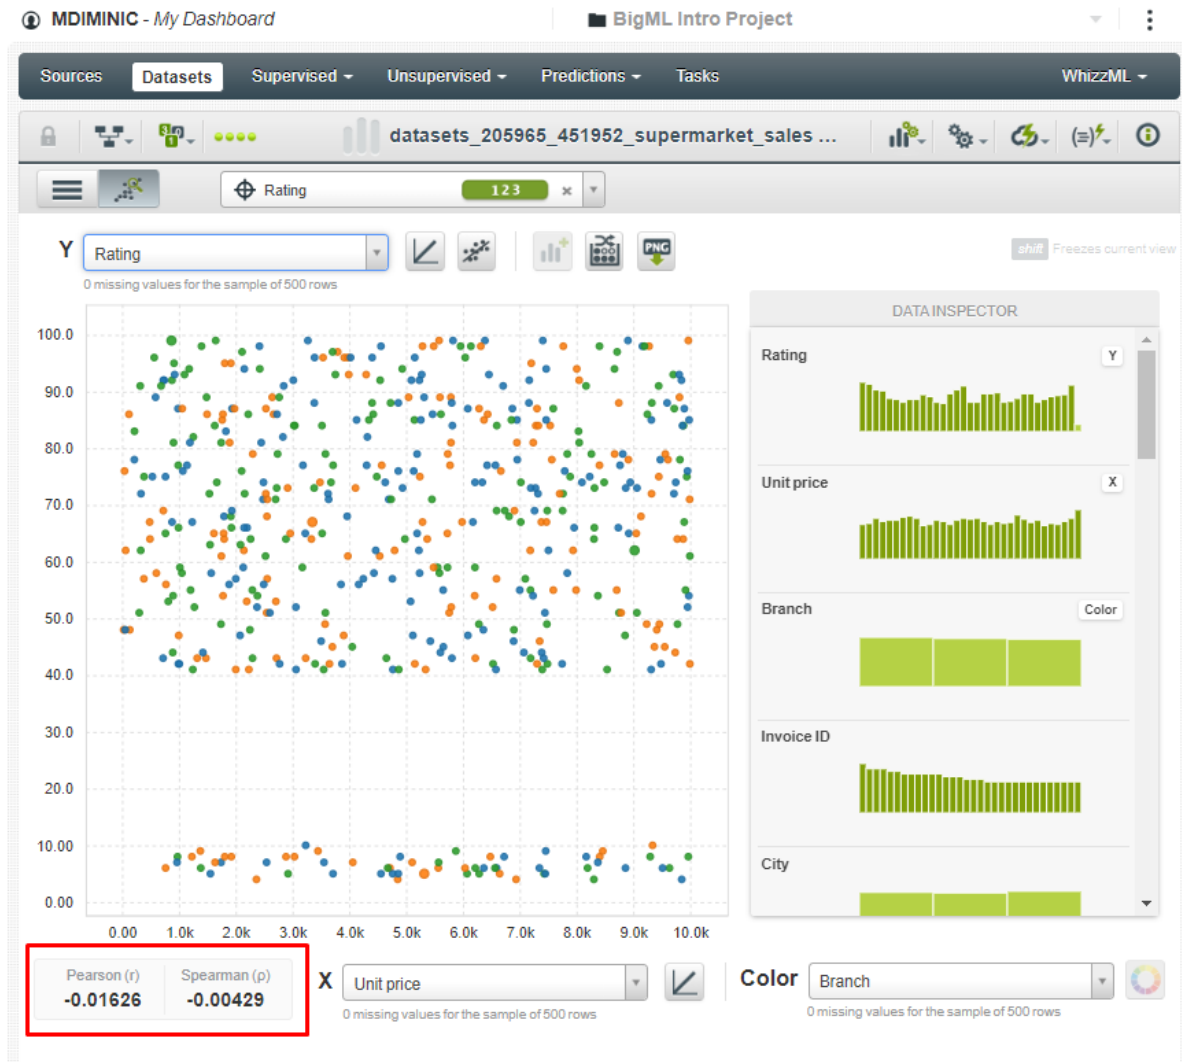 MDIMINIC - My Dashboard
BigML Intro Project
Sources Datasets Supervised Unsupervised Predictions Tasks WhizzML
datasets_205965_451952_supermarket_sales ...
Rating 123 ×
Y Rating PNG
shift Freezes current view
0 missing values for the sample of 500 rows
DATA INSPECTOR
100.0
90.0
80.0
70.0
60.0
50.0
40.0
30.0
20.0
10.00
0.00
0.00 1.0k 2.0k 3.0k 4.0k 5.0k 6.0k 7.0k 8.0k 9.0k 10.0k
Rating Y
Unit price X
Branch Color
Invoice ID
City
Pearson (r) Spearman (ρ)
-0.01626 -0.00429
X Unit price
0 missing values for the sample of 500 rows
Color Branch
0 missing values for the sample of 500 rows